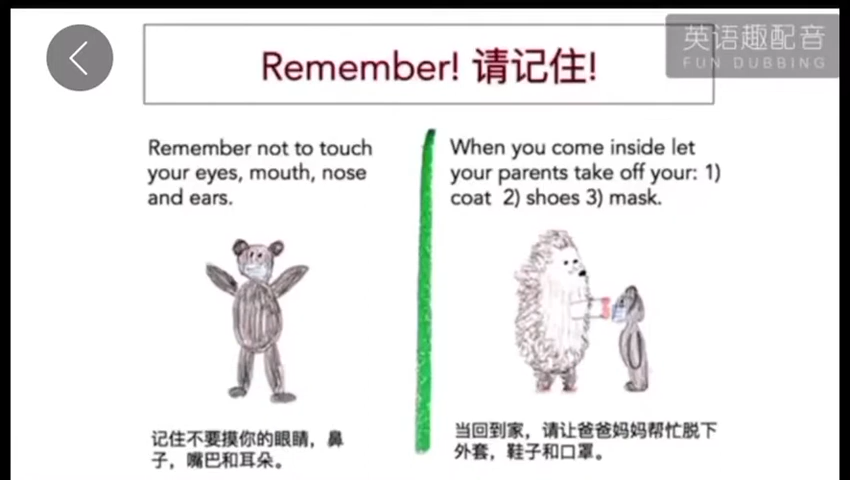 英语趣配音
FUN DUBBING
Remember! 请记住!
Remember not to touch
your eyes, mouth, nose
and ears.
记住不要摸你的眼睛，鼻
子，嘴巴和耳朵。
When you come inside let
your parents take off your: 1)
coat 2) shoes 3) mask.
当回到家，请让爸爸妈妈帮忙脱下
外套，鞋子和口罩。